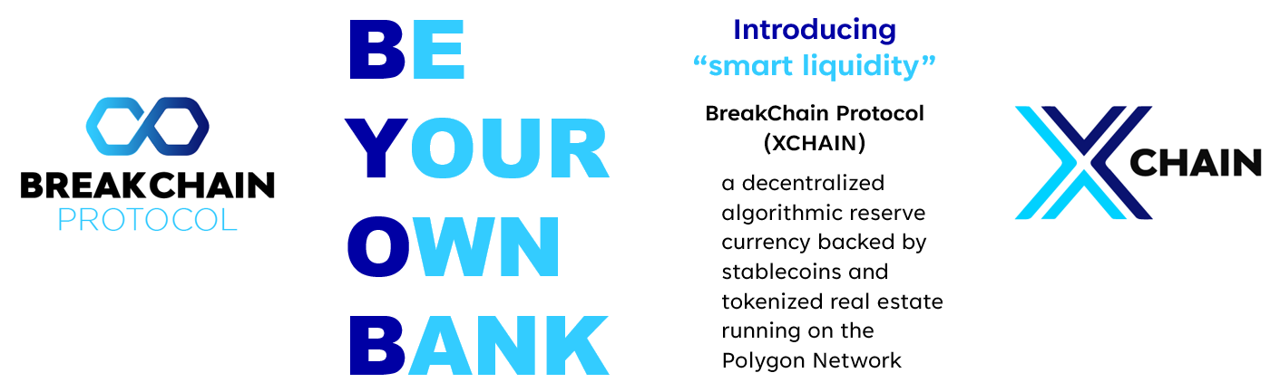 BREAKCHAIN
PROTOCOL
BE
YOUR
OWN
BANK
Introducing
“smart liquidity”
BreakChain Protocol
(XCHAIN)
a decentralized
algorithmic reserve
currency backed by
stablecoins and
tokenized real estate
running on the
Polygon Network
XCHAIN